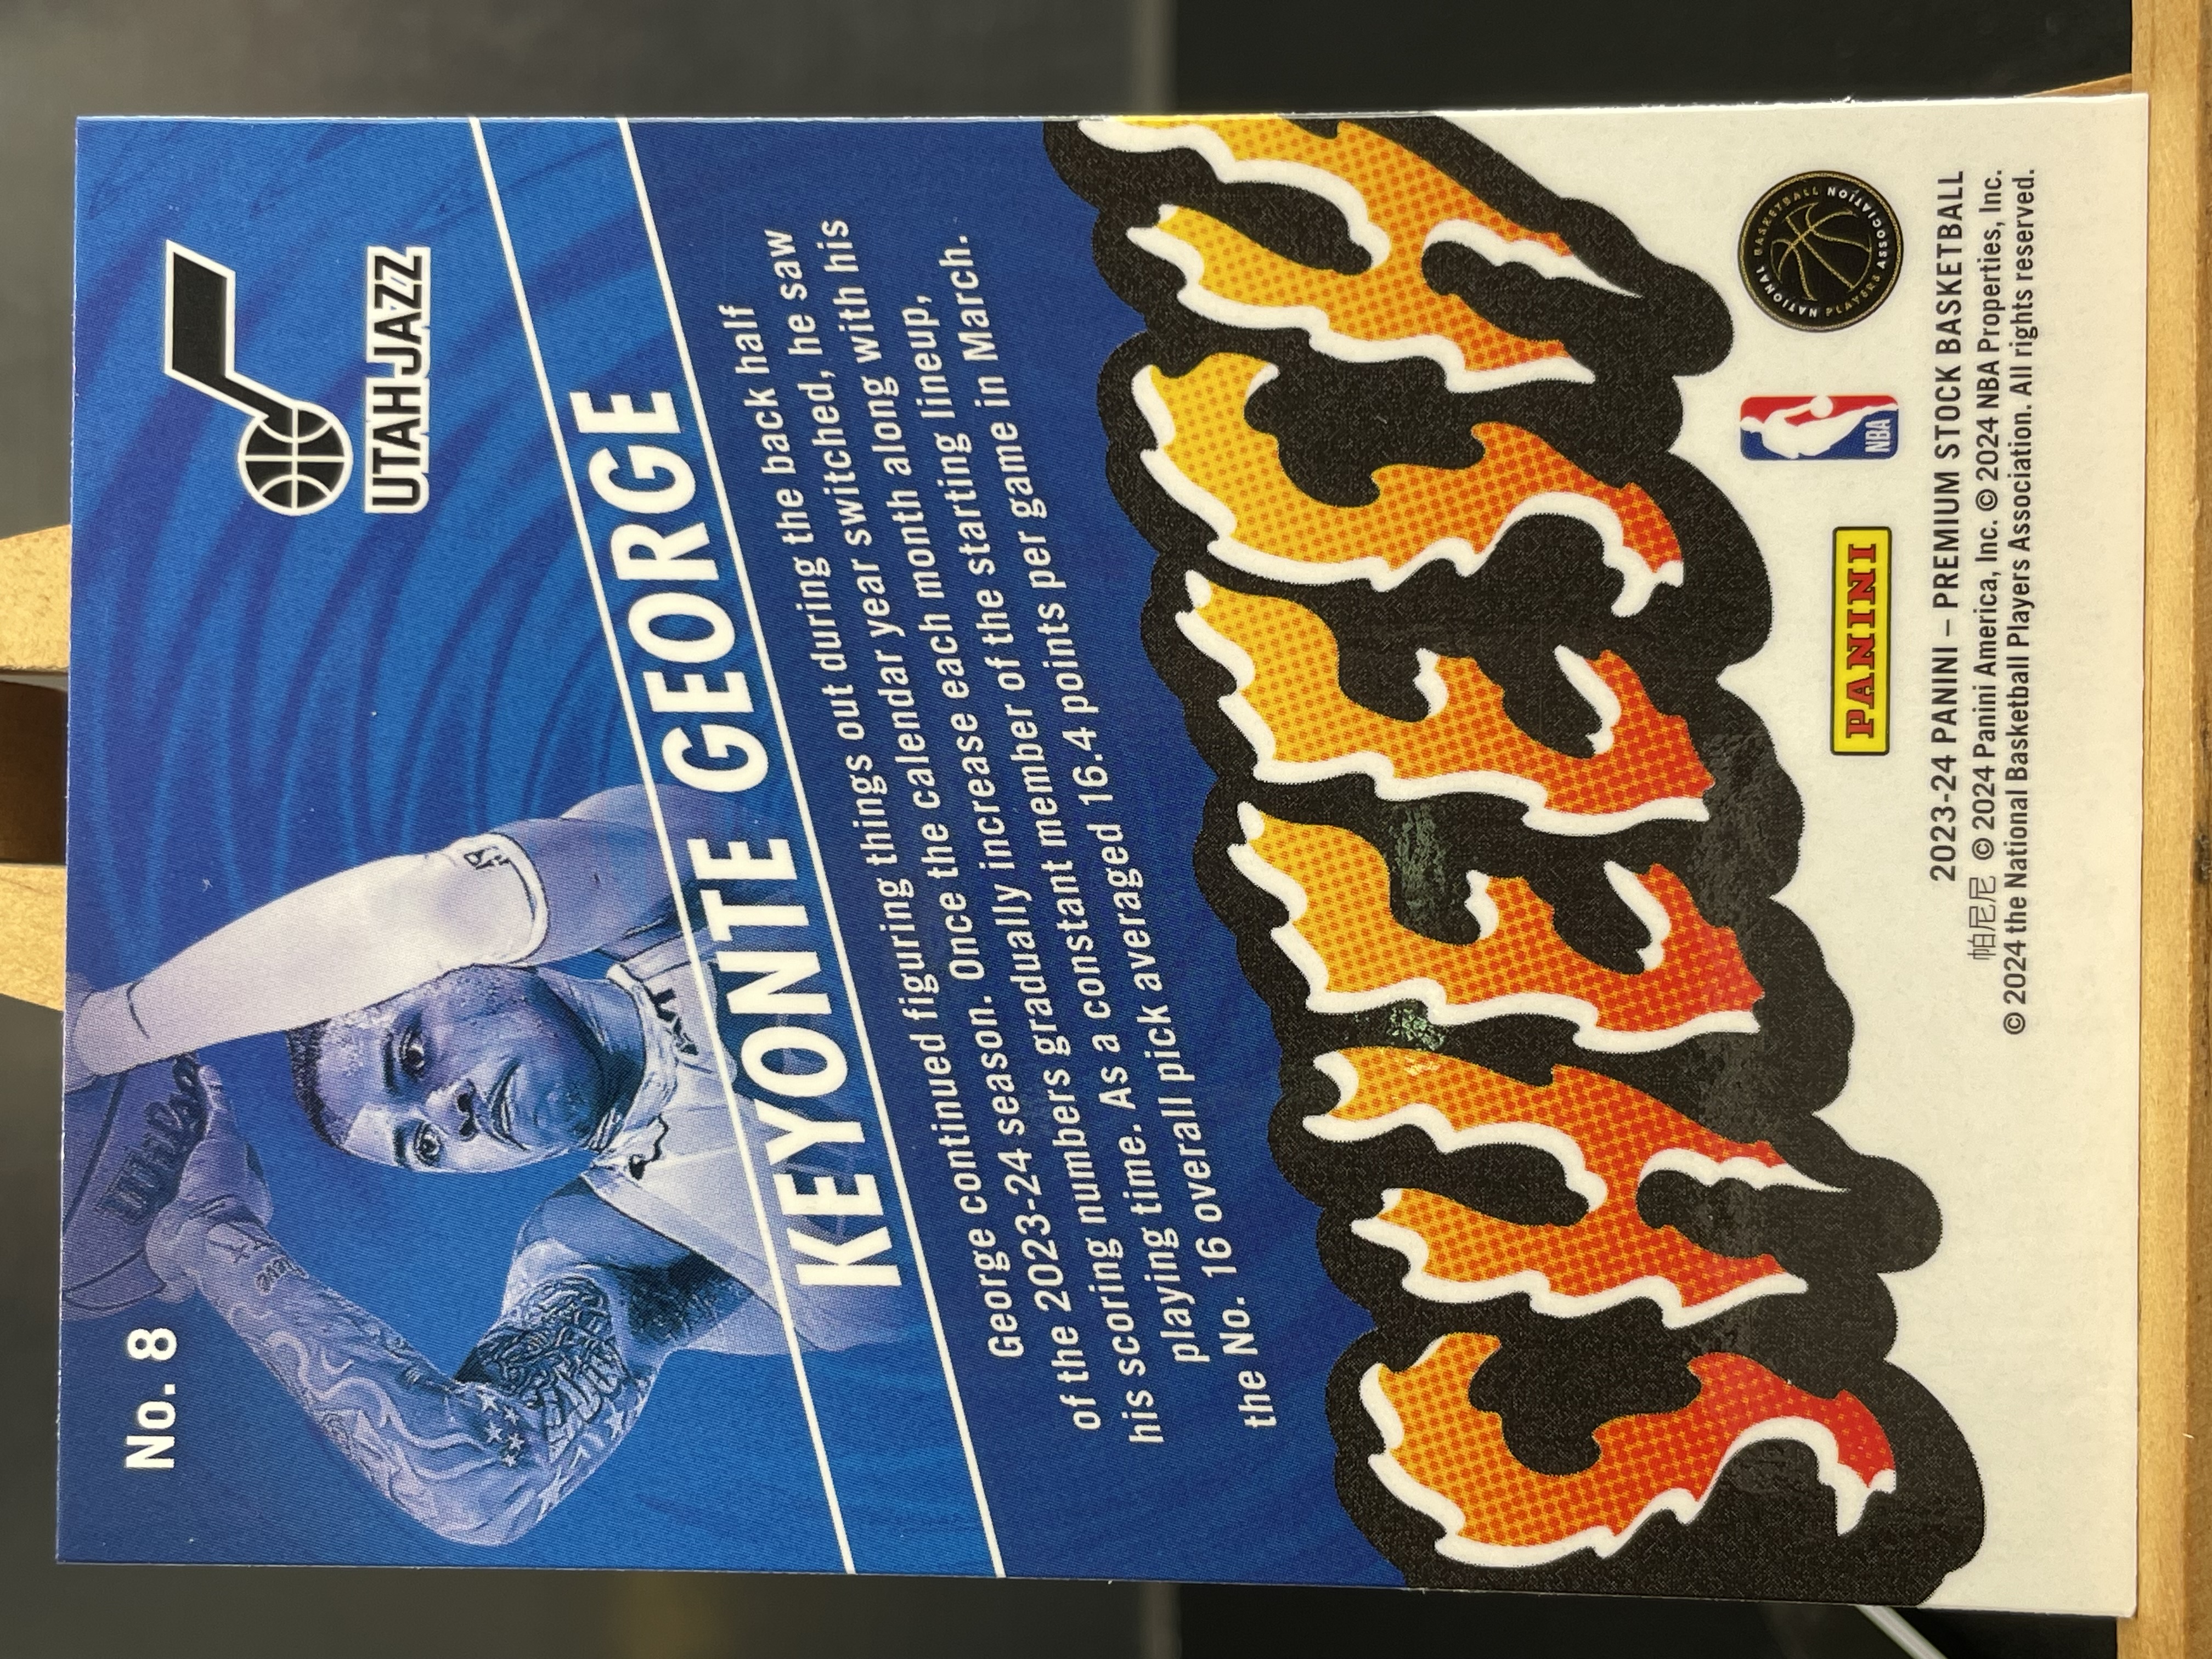 No. 8
Wilson
UTAH JAZZ
KEYONTE GEORGE
George continued figuring things out during the back half
of the 2023-24 season. Once the calendar year switched, he saw
his scoring numbers gradually increase each month along with his
playing time. As a constant member of the starting lineup,
the No. 16 overall pick averaged 16.4 points per game in March.
SHEESH
PANINI
NBA
NATIONAL BASKETBALL PLAYERS ASSOCIATION
2023-24 PANINI – PREMIUM STOCK BASKETBALL
帕尼尼 © 2024 Panini America, Inc. © 2024 NBA Properties, Inc.
© 2024 the National Basketball Players Association. All rights reserved.